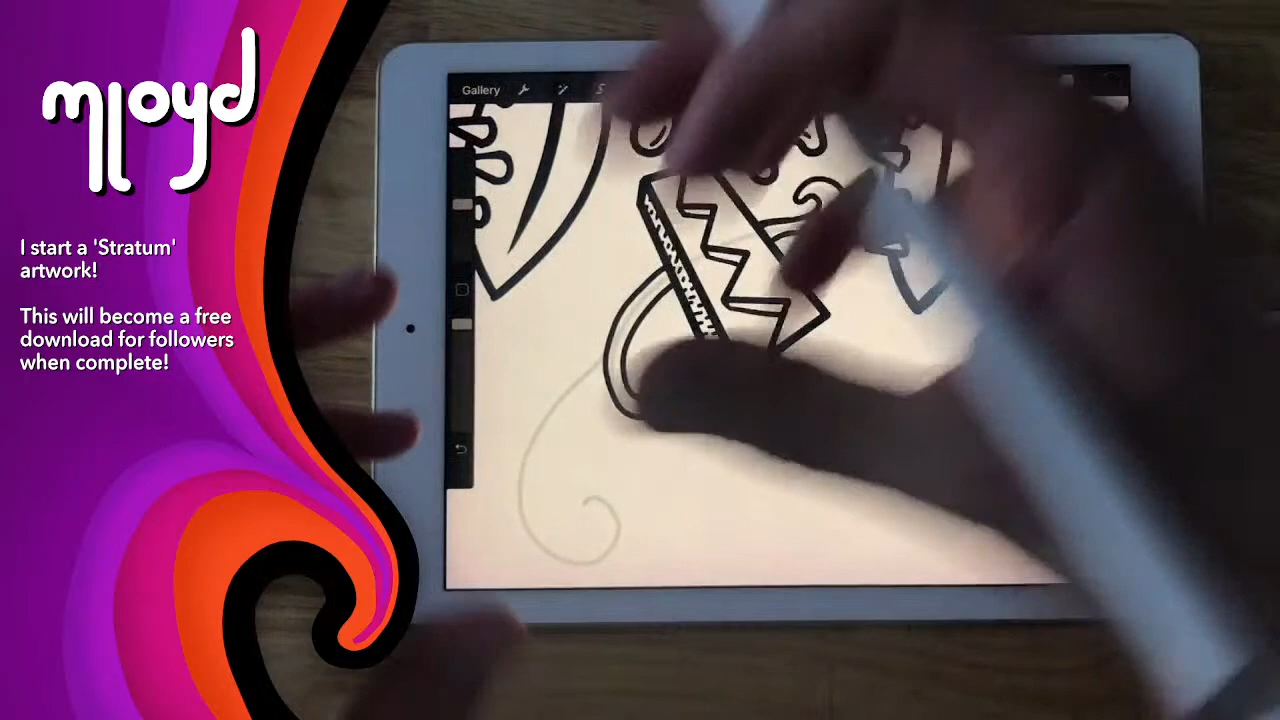 mloyd
I start a 'Stratum'
artwork!
This will become a free
download for followers
when complete!
Gallery